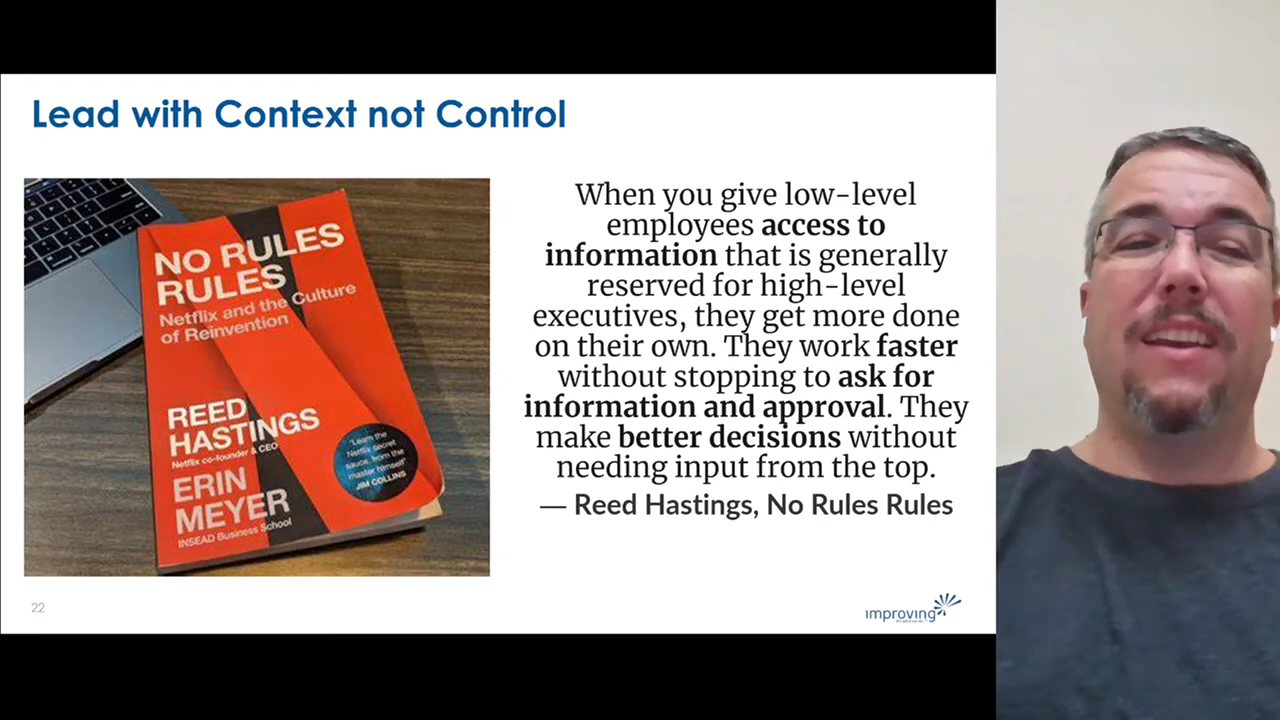 Lead with Context not Control
NO RULES
RULES
Netflix and the Culture
of Reinvention
REED
HASTINGS
Netflix co-founder & CEO
ERIN
MEYER
INSEAD Business School
'Learn the
Netflix secret
sauce, from the
master himself'
JIM COLLINS
When you give low-level
employees access to
information that is generally
reserved for high-level
executives, they get more done
on their own. They work faster
without stopping to ask for
information and approval. They
make better decisions without
needing input from the top.
— Reed Hastings, No Rules Rules
22
improving